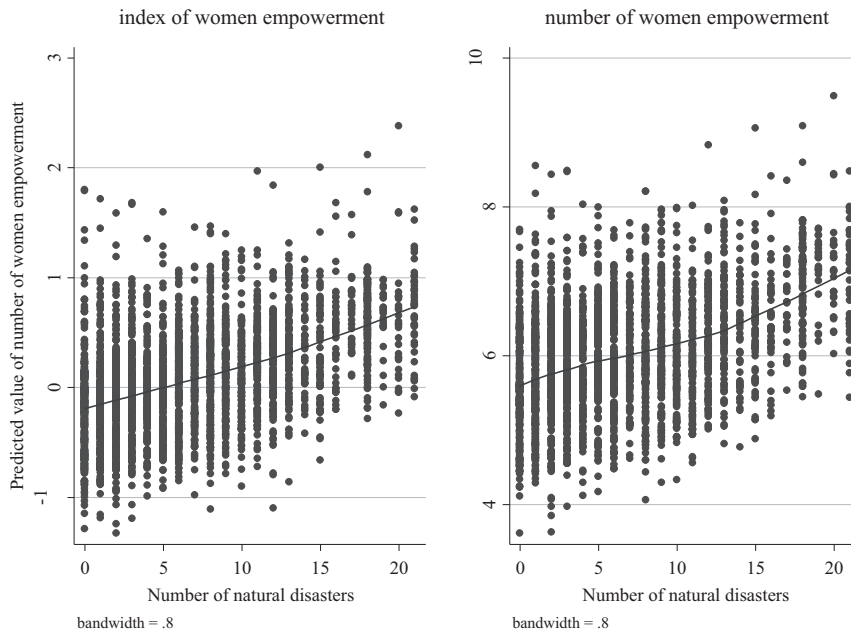 index of women empowerment
Predicted value of number of women empowerment
3
2
1
0
-1
0 5 10 15 20
Number of natural disasters
bandwidth = .8
number of women empowerment
10
8
6
4
0 5 10 15 20
Number of natural disasters
bandwidth = .8